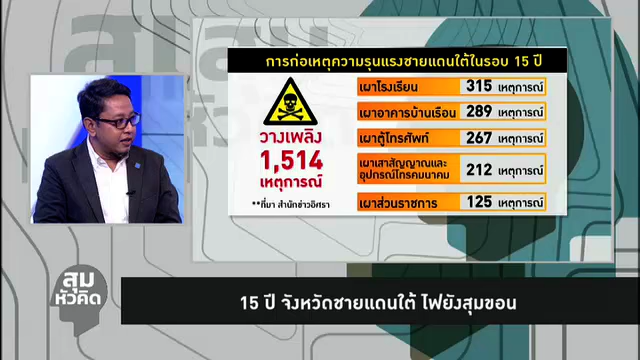 การก่อเหตุความรุนแรงชายแดนใต้ในรอบ 15 ปี
วางเพลิง
1,514
เหตุการณ์
**ที่มา สำนักข่าวอิศรา
เผาโรงเรียน 315 เหตุการณ์
เผาอาคารบ้านเรือน 289 เหตุการณ์
เผาตู้โทรศัพท์ 267 เหตุการณ์
เผาเสาสัญญาณและ
อุปกรณ์โทรคมนาคม 212 เหตุการณ์
เผาส่วนราชการ 125 เหตุการณ์
สุม
หัวคิด
15 ปี จังหวัดชายแดนใต้ ไฟยังสุมขอน